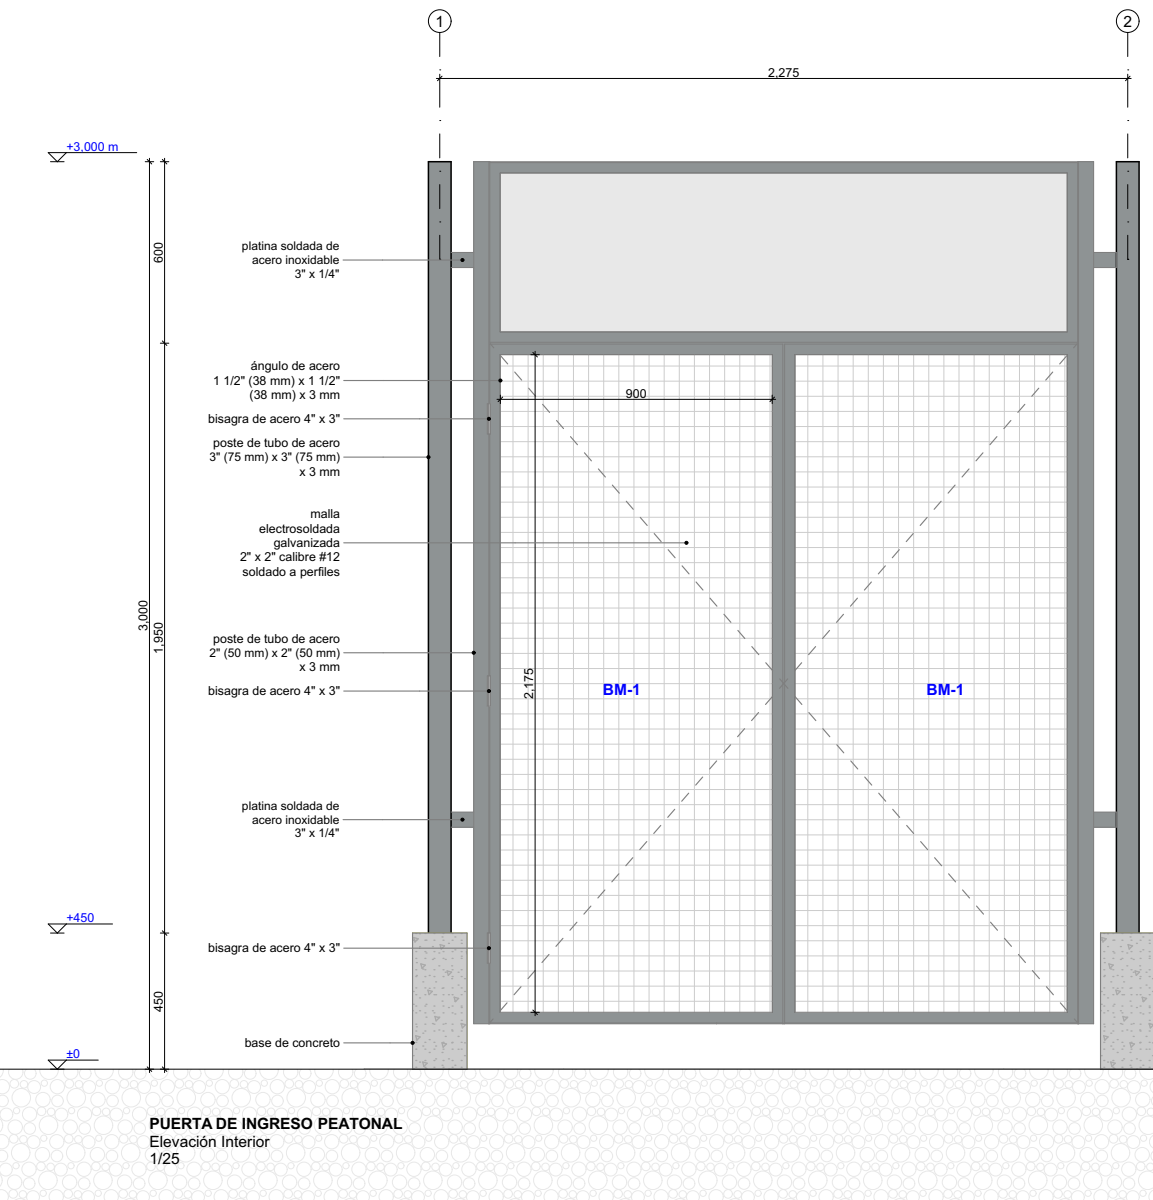 1
2
2,275
+3,000 m
600
platina soldada de
acero inoxidable
3" x 1/4"
ángulo de acero
1 1/2" (38 mm) x 1 1/2"
(38 mm) x 3 mm
900
bisagra de acero 4" x 3"
poste de tubo de acero
3" (75 mm) x 3" (75 mm)
x 3 mm
malla
electrosoldada
galvanizada
2" x 2" calibre #12
soldado a perfiles
3,000
1,950
poste de tubo de acero
2" (50 mm) x 2" (50 mm)
x 3 mm
2,175
bisagra de acero 4" x 3"
BM-1
BM-1
platina soldada de
acero inoxidable
3" x 1/4"
+450
bisagra de acero 4" x 3"
450
base de concreto
±0
PUERTA DE INGRESO PEATONAL
Elevación Interior
1/25